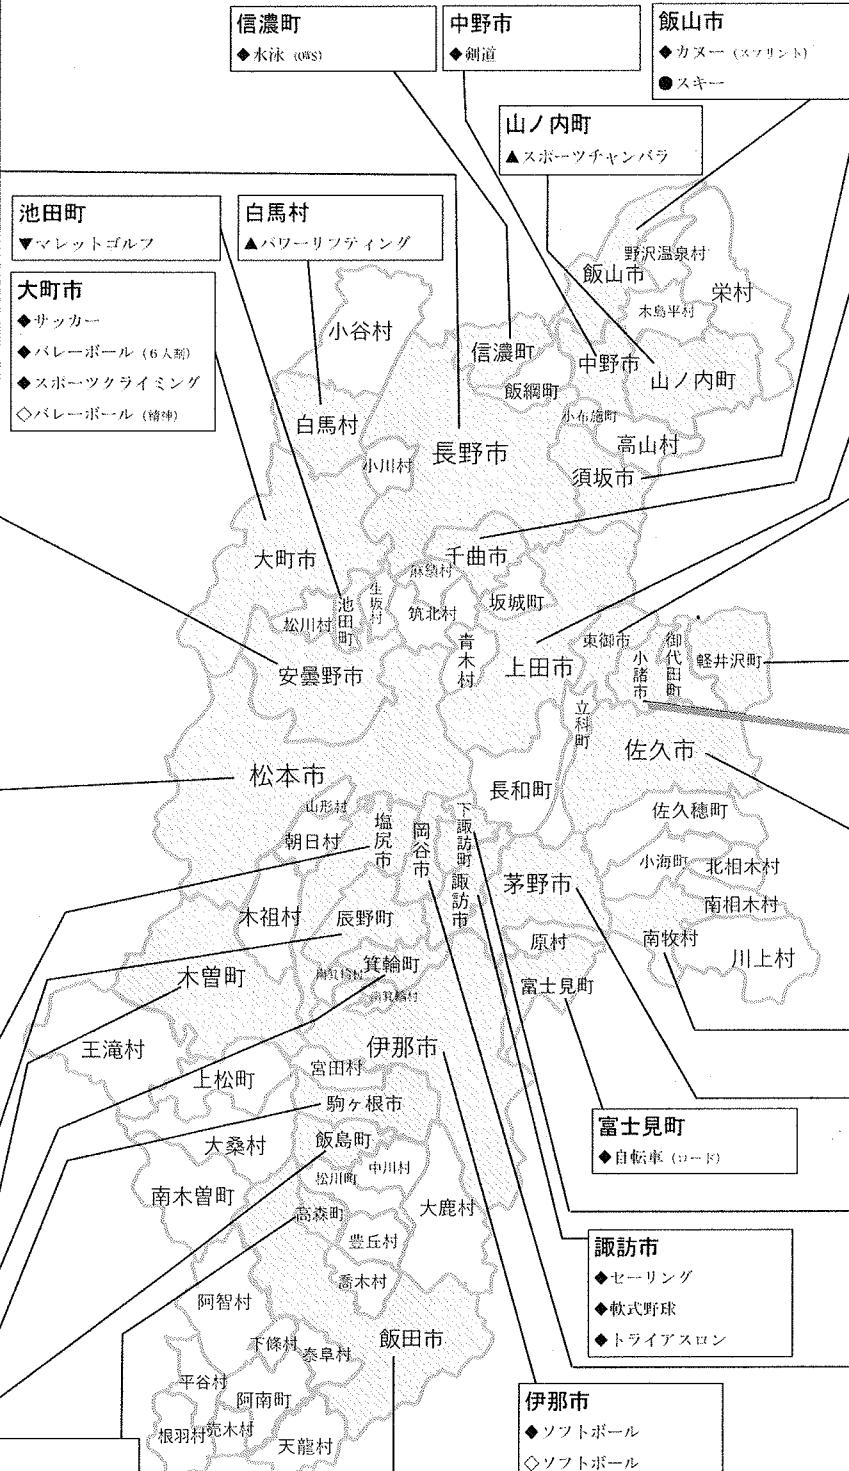 信濃町
◆水泳 (OWS)
中野市
◆剣道
飯山市
◆カヌー (スプリント)
●スキー
山ノ内町
▲スポーツチャンバラ
池田町
▼マレットゴルフ
白馬村
▲パワーリフティング
大町市
◆サッカー
◆バレーボール (6人制)
◆スポーツクライミング
◇バレーボール (精神)
野沢温泉村
飯山市
栄村
木島平村
小谷村
信濃町
中野市
山ノ内町
飯綱町
白馬村
小布施町
高山村
長野市
小川村
須坂市
大町市
千曲市
麻績村
生坂村
坂城町
池田町
筑北村
松川村
青木村
東御市
御代田町
小諸市
軽井沢町
安曇野市
上田市
立科町
佐久市
松本市
長和町
山形村
下諏訪町
佐久穂町
朝日村
塩尻市
岡谷市
小海町
北相木村
諏訪市
茅野市
南相木村
木祖村
辰野町
原村
南牧村
川上村
箕輪町
木曽町
南箕輪村
南箕輪村
富士見町
王滝村
伊那市
宮田村
上松町
駒ヶ根市
大桑村
飯島町
中川村
松川町
南木曽町
大鹿村
高森町
豊丘村
喬木村
阿智村
飯田市
下條村
泰阜村
平谷村
阿南町
売木村
根羽村
天龍村
富士見町
◆自転車 (ロード)
諏訪市
◆セーリング
◆軟式野球
◆トライアスロン
伊那市
◆ソフトボール
◇ソフトボール